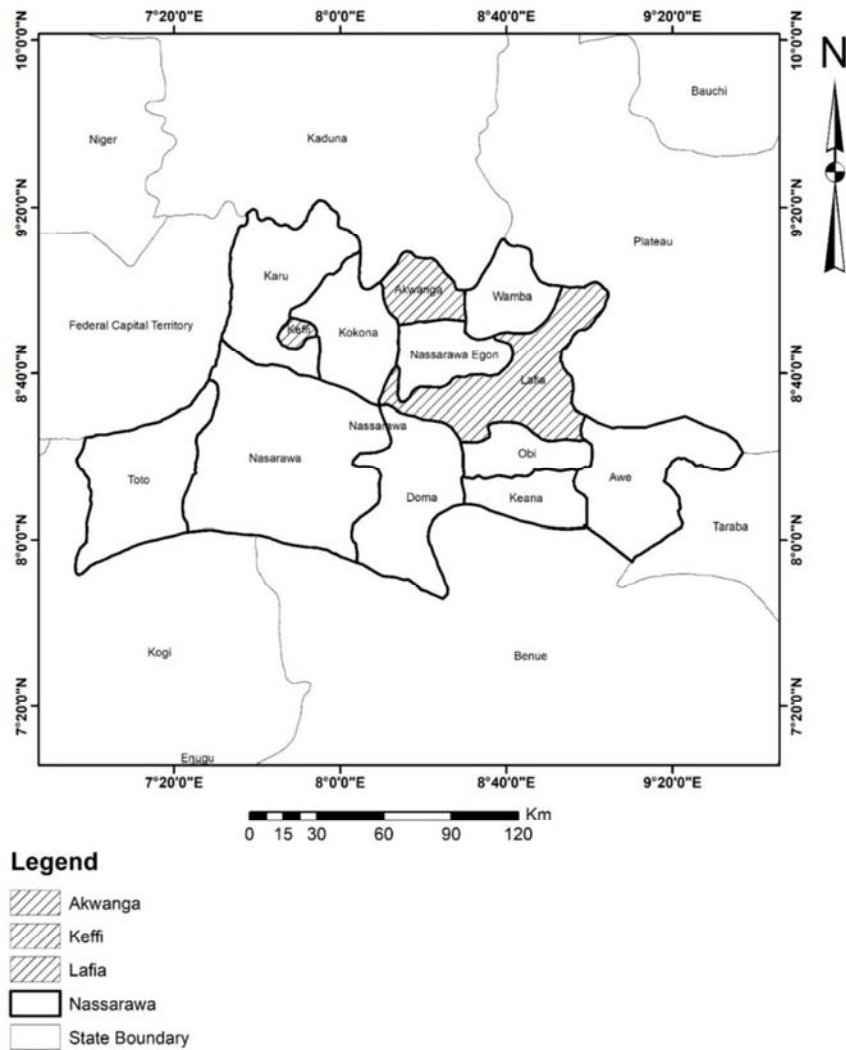 7°20'0"E 8°0'0"E 8°40'0"E 9°20'0"E
10°0'0"N 10°0'0"N
N
Bauchi
Niger
Kaduna
9°20'0"N 9°20'0"N
Plateau
Karu
Akwanga
Wamba
Federal Capital Territory
Keffi
Kokona
Nassarawa Egon
8°40'0"N 8°40'0"N
Lafia
Nassarawa
Nasarawa
Obi
Toto
Doma
Keana
Awe
Taraba
8°0'0"N 8°0'0"N
Kogi
Benue
7°20'0"N 7°20'0"N
Enugu
7°20'0"E 8°0'0"E 8°40'0"E 9°20'0"E
Km
0 15 30 60 90 120
Legend
Akwanga
Keffi
Lafia
Nassarawa
State Boundary